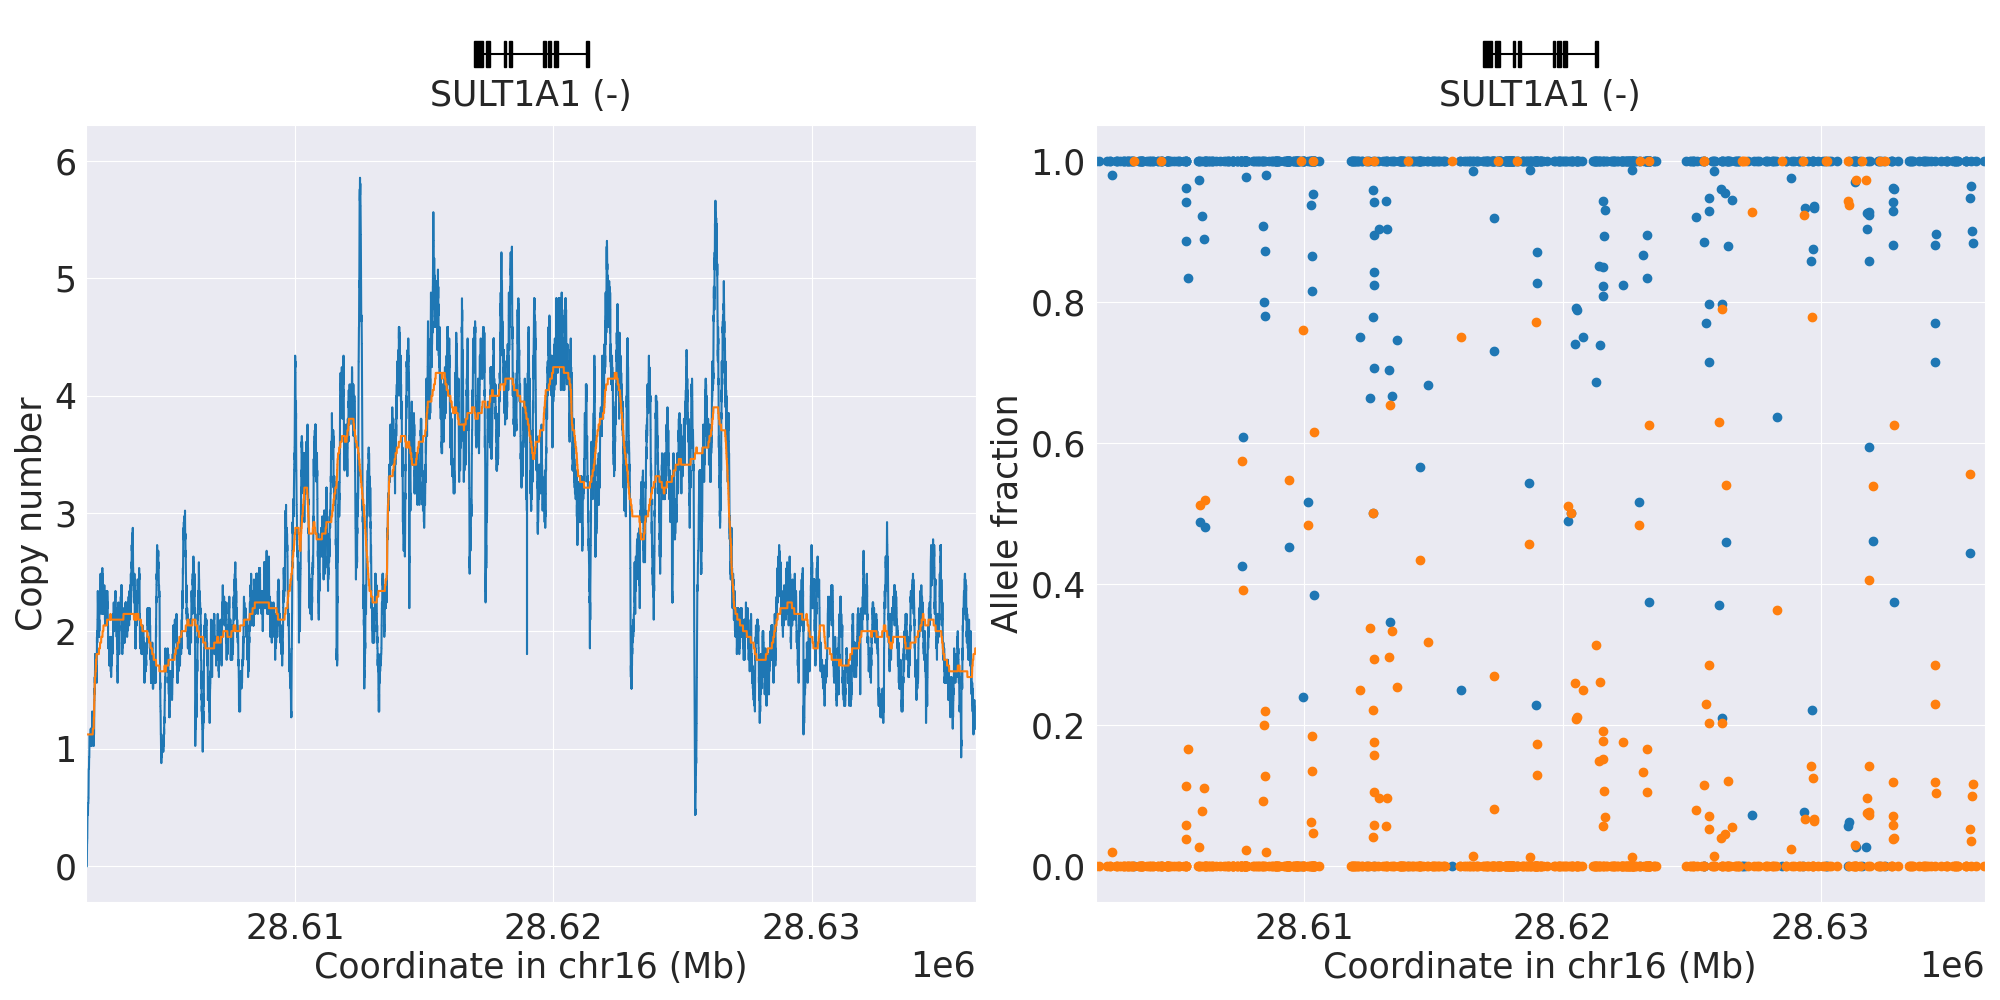 SULT1A1 (-)
6
5
4
3
2
1
0
Copy number
28.61
28.62
28.63
Coordinate in chr16 (Mb)
1e6
SULT1A1 (-)
1.0
0.8
0.6
0.4
0.2
0.0
Allele fraction
28.61
28.62
28.63
Coordinate in chr16 (Mb)
1e6